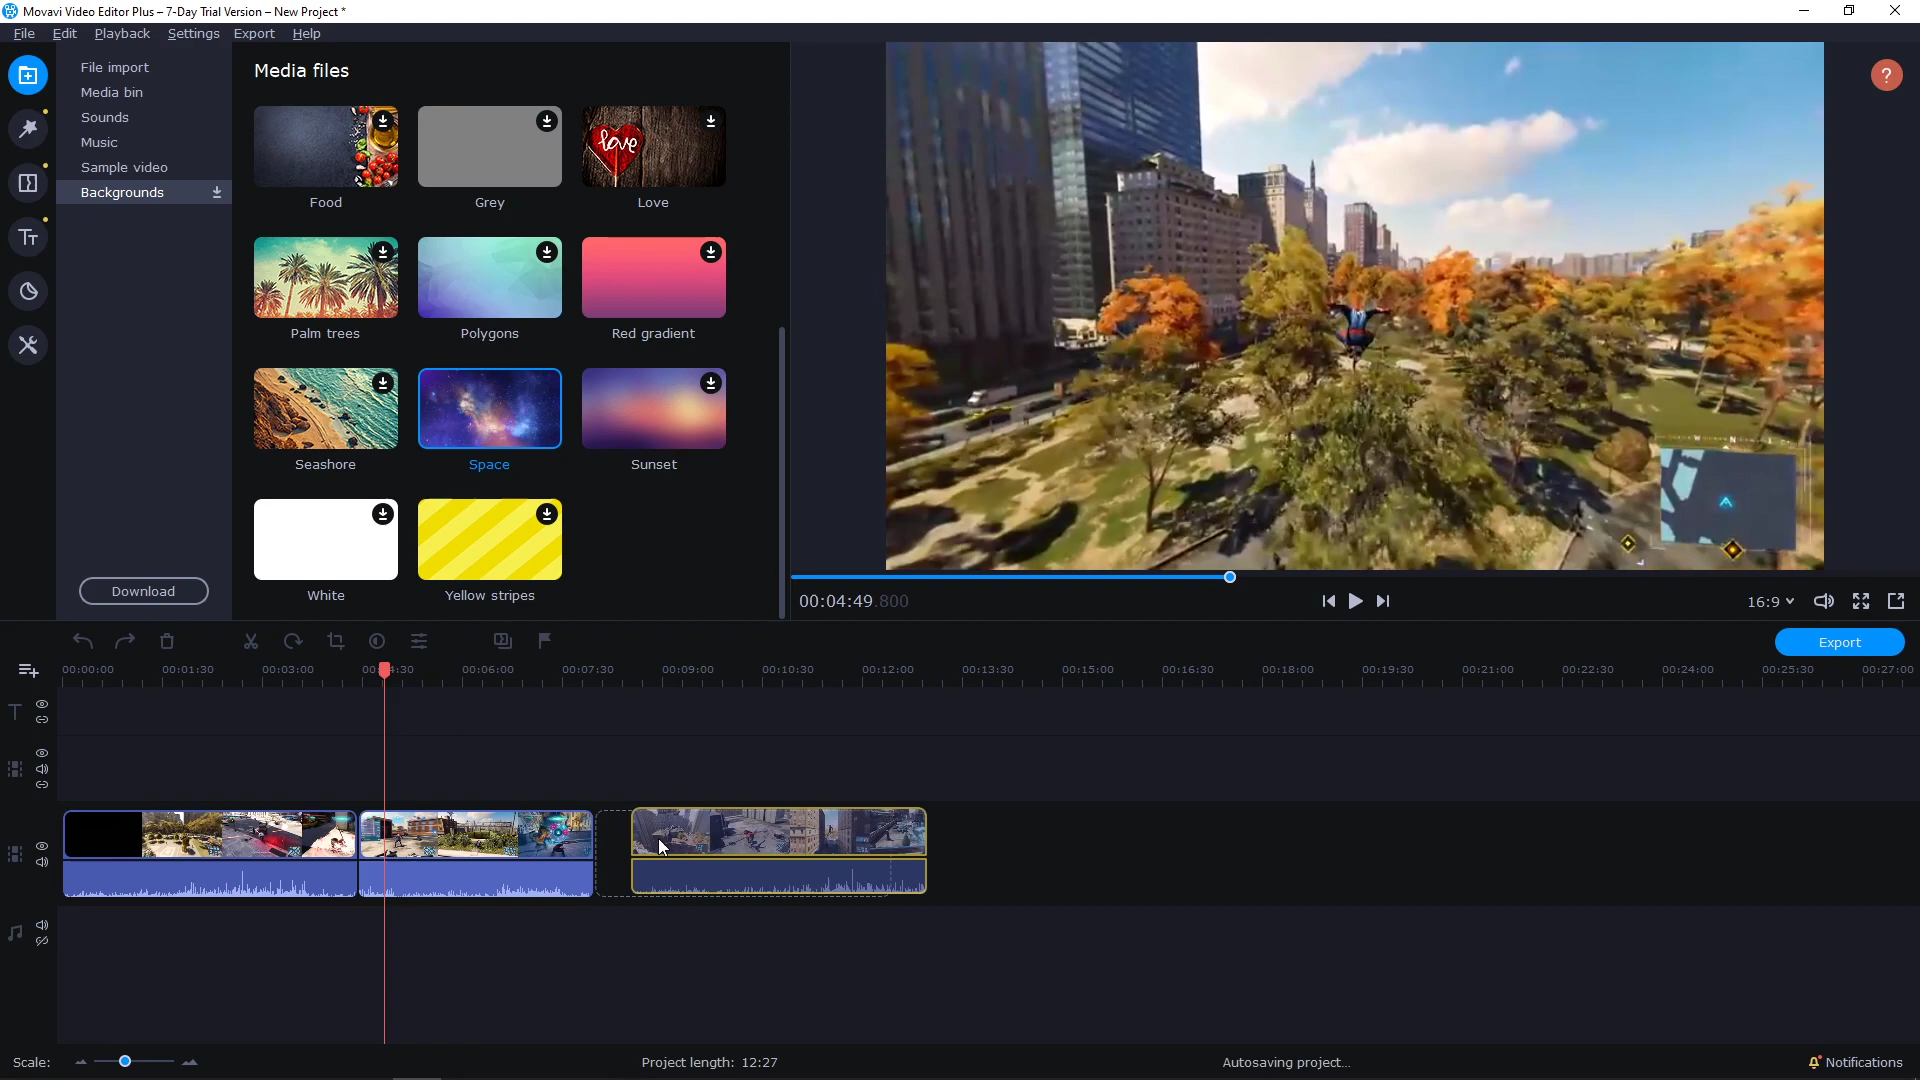 Movavi Video Editor Plus – 7-Day Trial Version – New Project *
File Edit Playback Settings Export Help
File import
Media bin
Sounds
Music
Sample video
Backgrounds
Download
Media files
love
Food Grey Love
Palm trees Polygons Red gradient
Seashore Space Sunset
White Yellow stripes
?
00:04:49.800
16:9
Export
00:00:00 00:01:30 00:03:00 00:04:30 00:06:00 00:07:30 00:09:00 00:10:30 00:12:00 00:13:30 00:15:00 00:16:30 00:18:00 00:19:30 00:21:00 00:22:30 00:24:00 00:25:30 00:27:00
Scale:
Project length: 12:27
Autosaving project...
Notifications